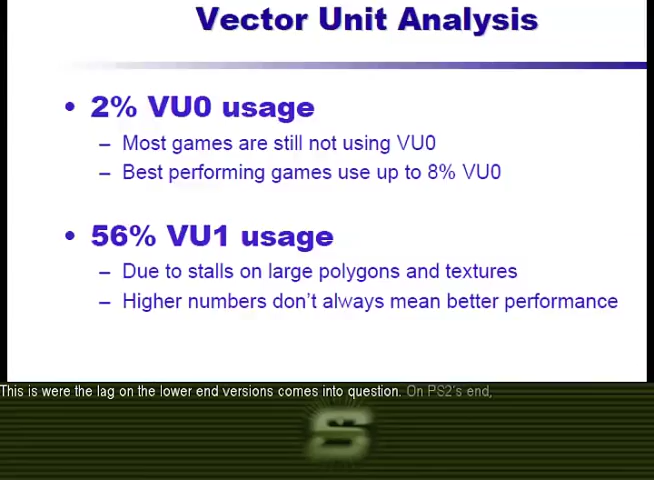 Vector Unit Analysis
• 2% VU0 usage
– Most games are still not using VU0
– Best performing games use up to 8% VU0
• 56% VU1 usage
– Due to stalls on large polygons and textures
– Higher numbers don't always mean better performance
This is were the lag on the lower end versions comes into question. On PS2's end,
S